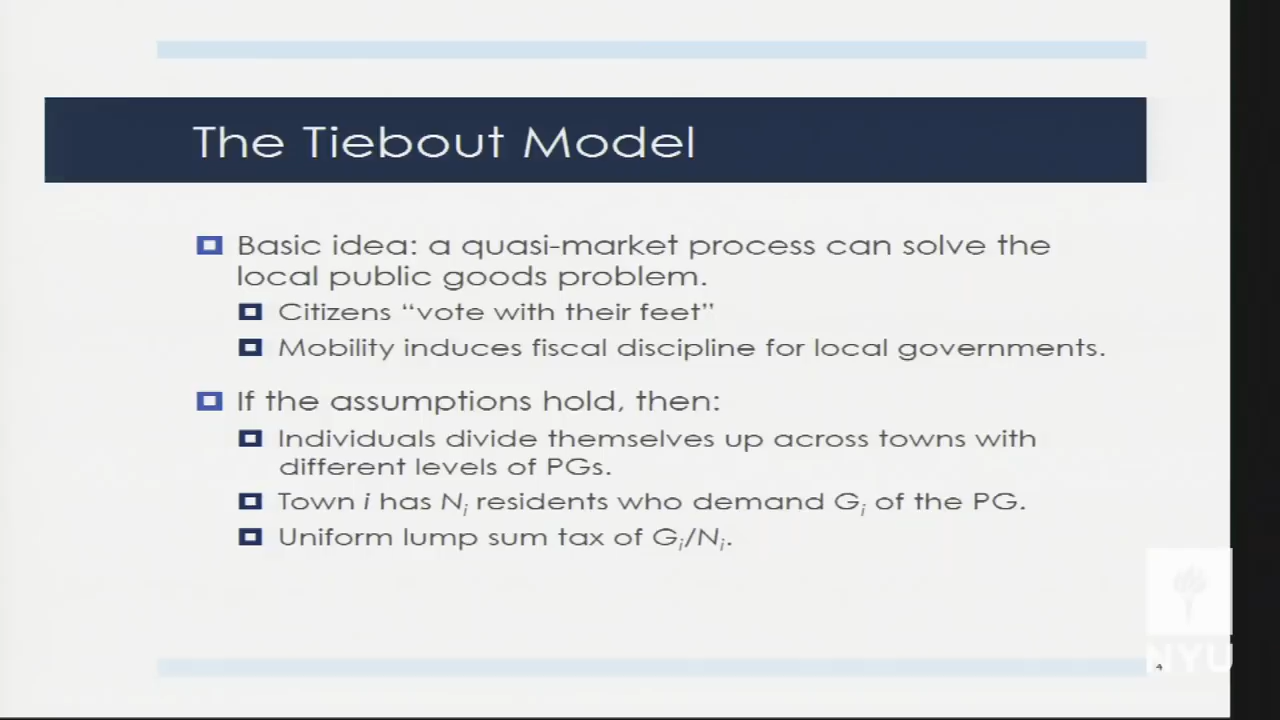 The Tiebout Model
Basic idea: a quasi-market process can solve the
local public goods problem.
Citizens “vote with their feet”
Mobility induces fiscal discipline for local governments.
If the assumptions hold, then:
Individuals divide themselves up across towns with
different levels of PGs.
Town i has Nᵢ residents who demand Gᵢ of the PG.
Uniform lump sum tax of Gᵢ/Nᵢ.
NYU
4